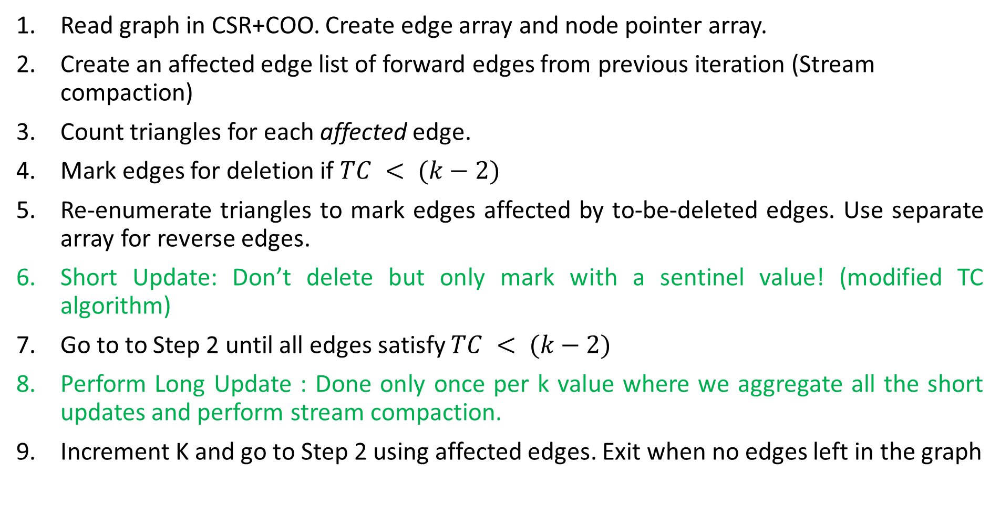 1. Read graph in CSR+COO. Create edge array and node pointer array.
2. Create an affected edge list of forward edges from previous iteration (Stream
compaction)
3. Count triangles for each affected edge.
4. Mark edges for deletion if TC < (k − 2)
5. Re-enumerate triangles to mark edges affected by to-be-deleted edges. Use separate
array for reverse edges.
6. Short Update: Don’t delete but only mark with a sentinel value! (modified TC
algorithm)
7. Go to to Step 2 until all edges satisfy TC < (k − 2)
8. Perform Long Update : Done only once per k value where we aggregate all the short
updates and perform stream compaction.
9. Increment K and go to Step 2 using affected edges. Exit when no edges left in the graph